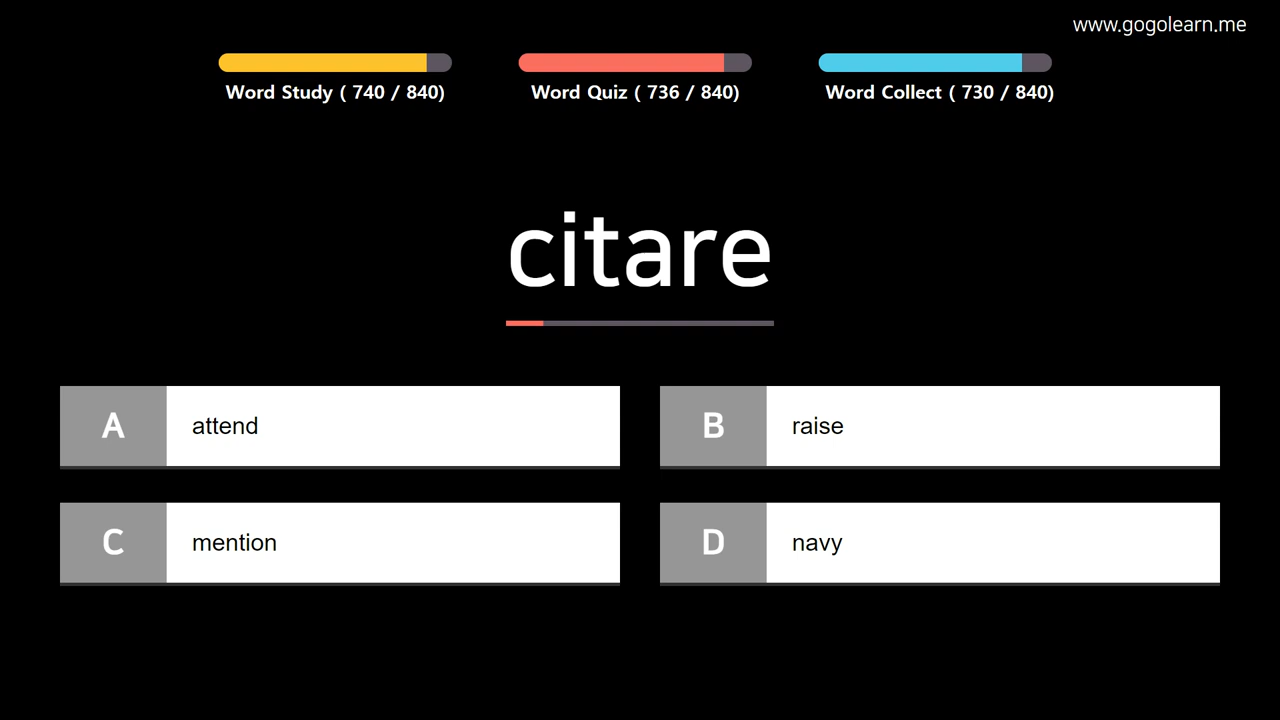 www.gogolearn.me
Word Study ( 740 / 840)
Word Quiz ( 736 / 840)
Word Collect ( 730 / 840)
citare
A attend
B raise
C mention
D navy